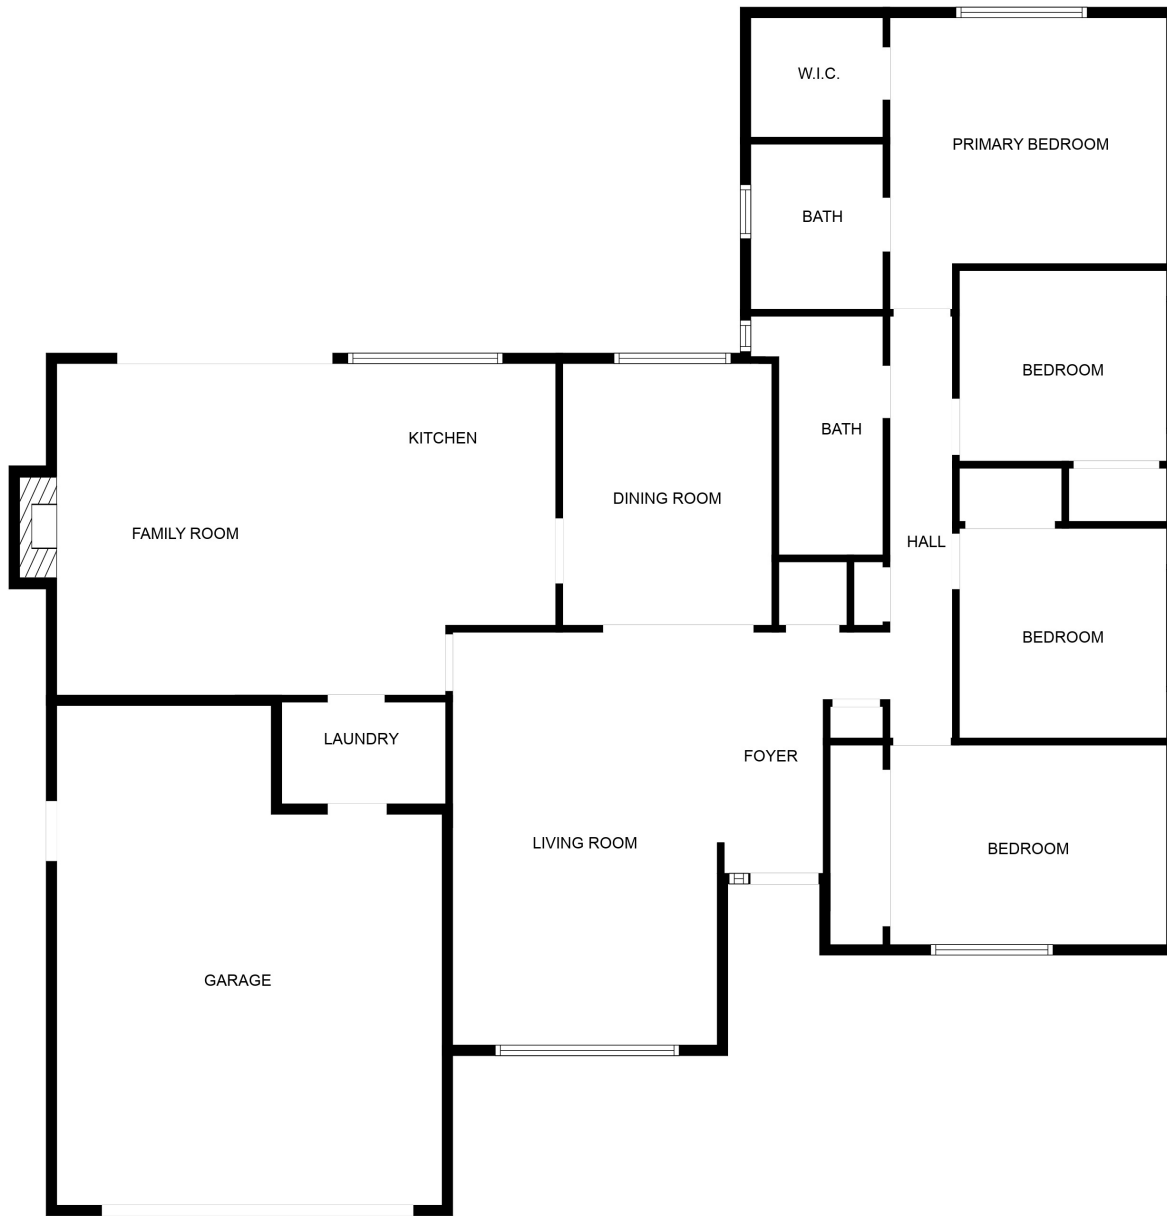 W.I.C.
PRIMARY BEDROOM
BATH
BEDROOM
BATH
KITCHEN
DINING ROOM
FAMILY ROOM
HALL
BEDROOM
LAUNDRY
FOYER
LIVING ROOM
BEDROOM
GARAGE